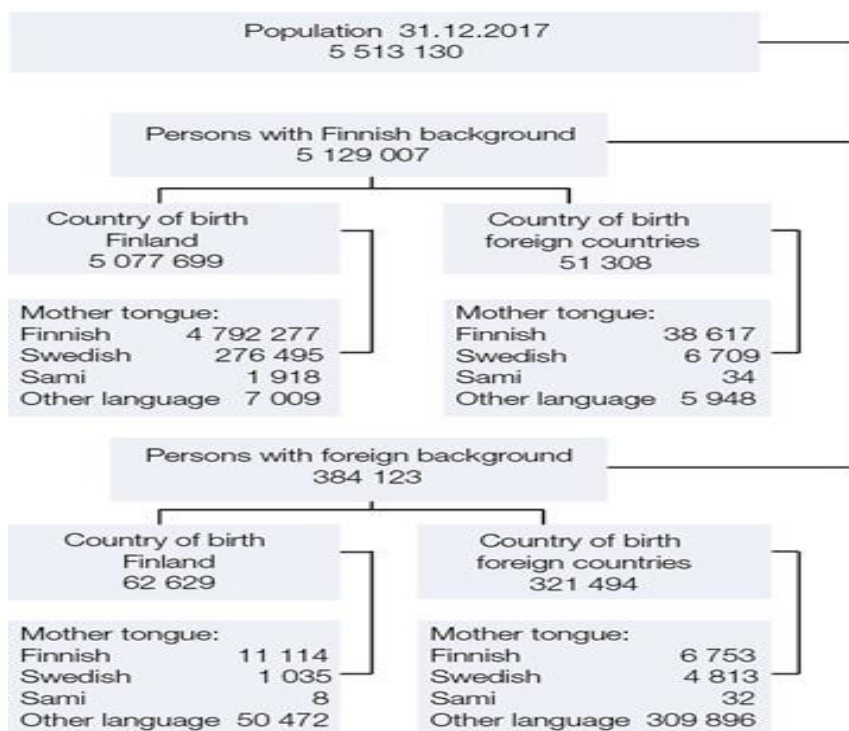 Population 31.12.2017
5 513 130
Persons with Finnish background
5 129 007
Country of birth
Finland
5 077 699
Country of birth
foreign countries
51 308
Mother tongue:
Finnish 4 792 277
Swedish 276 495
Sami 1 918
Other language 7 009
Mother tongue:
Finnish 38 617
Swedish 6 709
Sami 34
Other language 5 948
Persons with foreign background
384 123
Country of birth
Finland
62 629
Country of birth
foreign countries
321 494
Mother tongue:
Finnish 11 114
Swedish 1 035
Sami 8
Other language 50 472
Mother tongue:
Finnish 6 753
Swedish 4 813
Sami 32
Other language 309 896